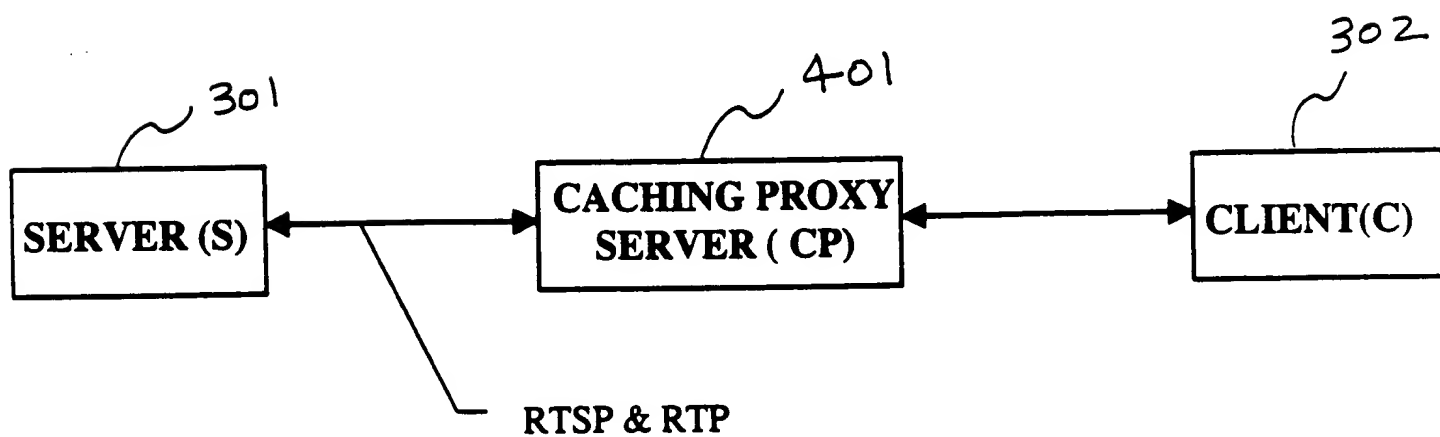 301
401
302
SERVER (S)
CACHING PROXY
SERVER ( CP)
CLIENT(C)
RTSP & RTP